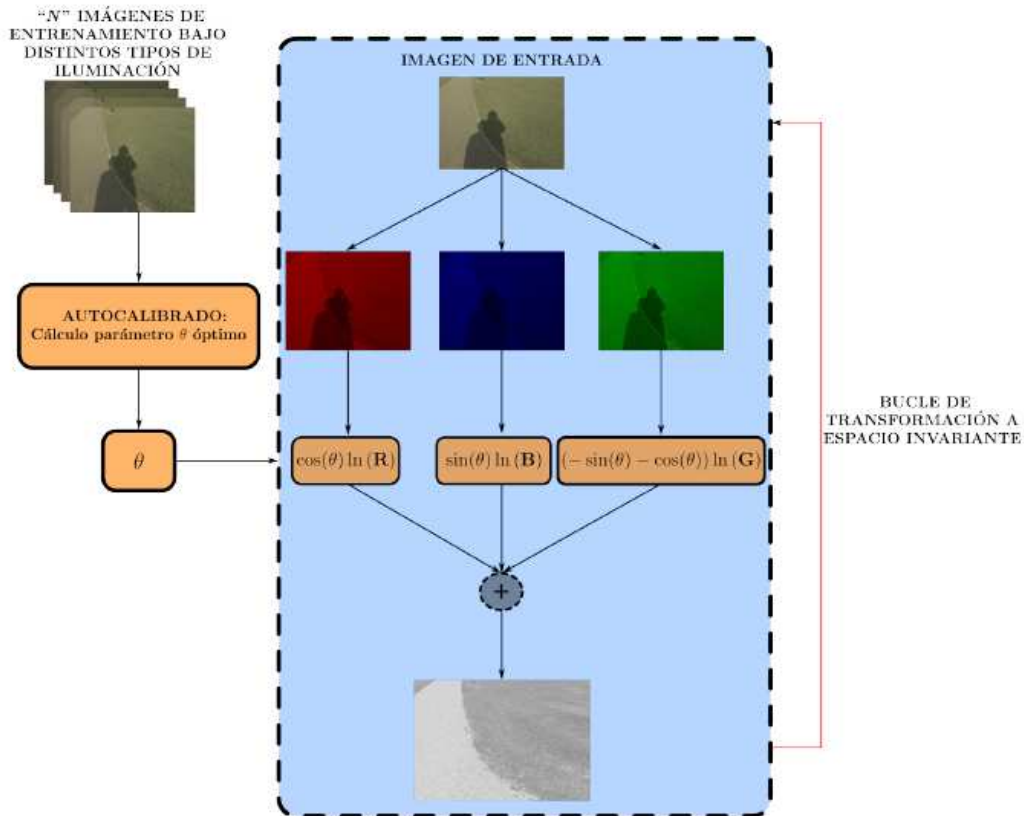 “N” IMÁGENES DE
ENTRENAMIENTO BAJO
DISTINTOS TIPOS DE
ILUMINACIÓN
IMAGEN DE ENTRADA
AUTOCALIBRADO:
Cálculo parámetro θ óptimo
θ
cos(θ) ln (R)
sin(θ) ln (B)
(− sin(θ) − cos(θ)) ln (G)
+
BUCLE DE
TRANSFORMACIÓN A
ESPACIO INVARIANTE